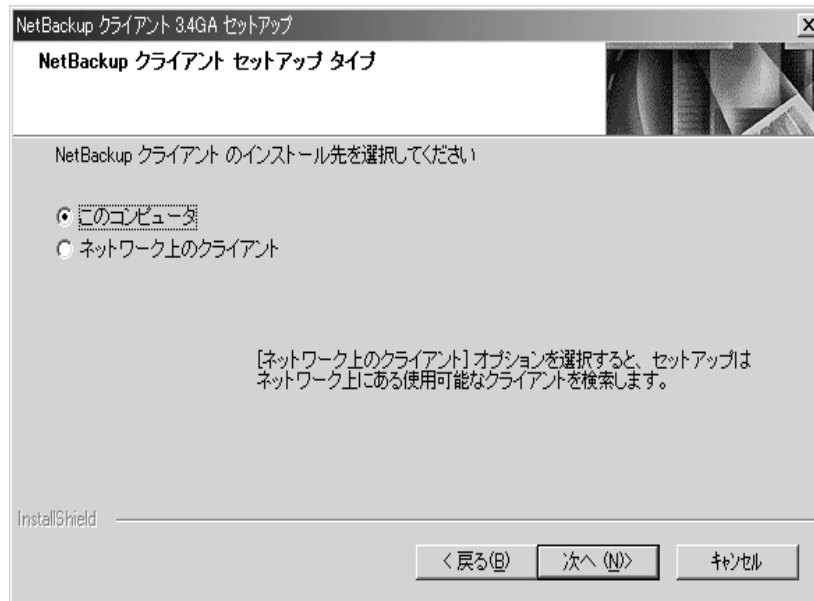 NetBackup クライアント 3.4GA セットアップ
NetBackup クライアント セットアップ タイプ
NetBackup クライアント のインストール先を選択してください
このコンピュータ
ネットワーク上のクライアント
[ネットワーク上のクライアント] オプションを選択すると、セットアップは
ネットワーク上にある使用可能なクライアントを検索します。
InstallShield
< 戻る(B)
次へ (N)>
キャンセル